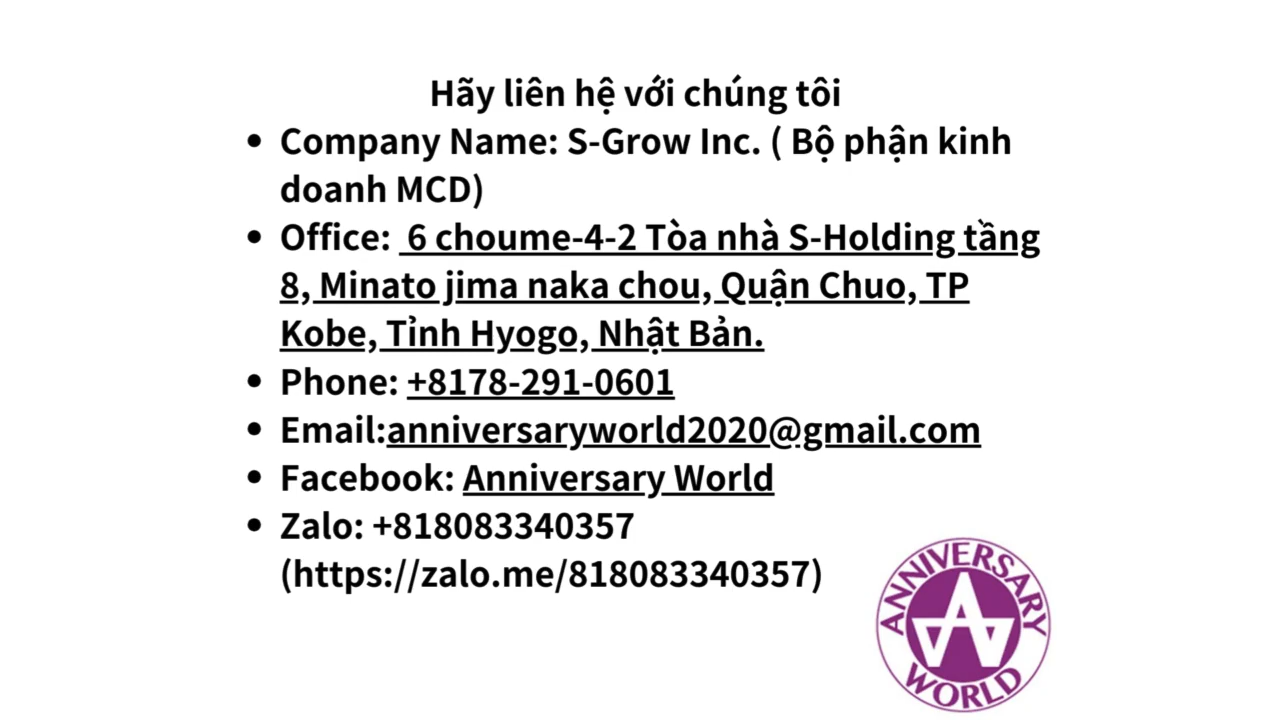 Hãy liên hệ với chúng tôi
• Company Name: S-Grow Inc. ( Bộ phận kinh
doanh MCD)
• Office:  6 choume-4-2 Tòa nhà S-Holding tầng
8, Minato jima naka chou, Quận Chuo, TP
Kobe, Tỉnh Hyogo, Nhật Bản.
• Phone: +8178-291-0601
• Email:anniversaryworld2020@gmail.com
• Facebook: Anniversary World
• Zalo: +818083340357
(https://zalo.me/818083340357)
ANNIVERSARY
WORLD